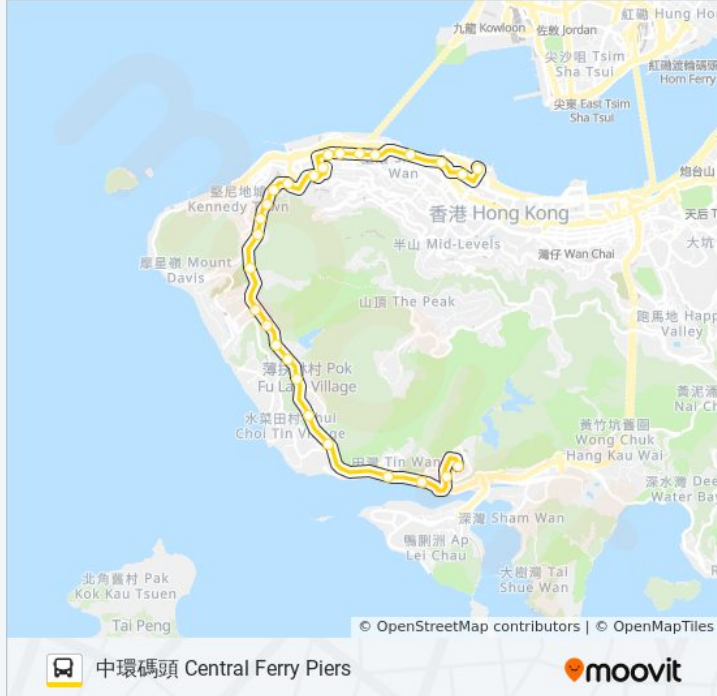 紅磡 Hung Ho
九龍 Kowloon
佐敦 Jordan
尖沙咀 Tsim
Sha Tsui
紅磡渡輪碼頭
Hom Ferry
尖東 East Tsim
Sha Tsui
炮台山
堅尼地城
Kennedy Town
Wan
香港 Hong Kong
天后 T
半山 Mid-Levels
灣仔 Wan Chai
大坑
摩星嶺 Mount
Davis
山頂 The Peak
跑馬地 Happ
Valley
薄扶林村 Pok
Fu Lam Village
黃泥涌
Nai Ch
水菜田村 Shui
Choi Tin Village
黃竹坑舊圍
Wong Chuk
Hang Kau Wai
田灣 Tin Wan
深水灣 Dee
Water Bay
深灣 Sham Wan
鴨脷洲 Ap
Lei Chau
大樹灣 Tai
Shue Wan
北角舊村 Pak
Kok Kau Tsuen
Tai Peng
© OpenStreetMap contributors | © OpenMapTiles
中環碼頭 Central Ferry Piers
moovit